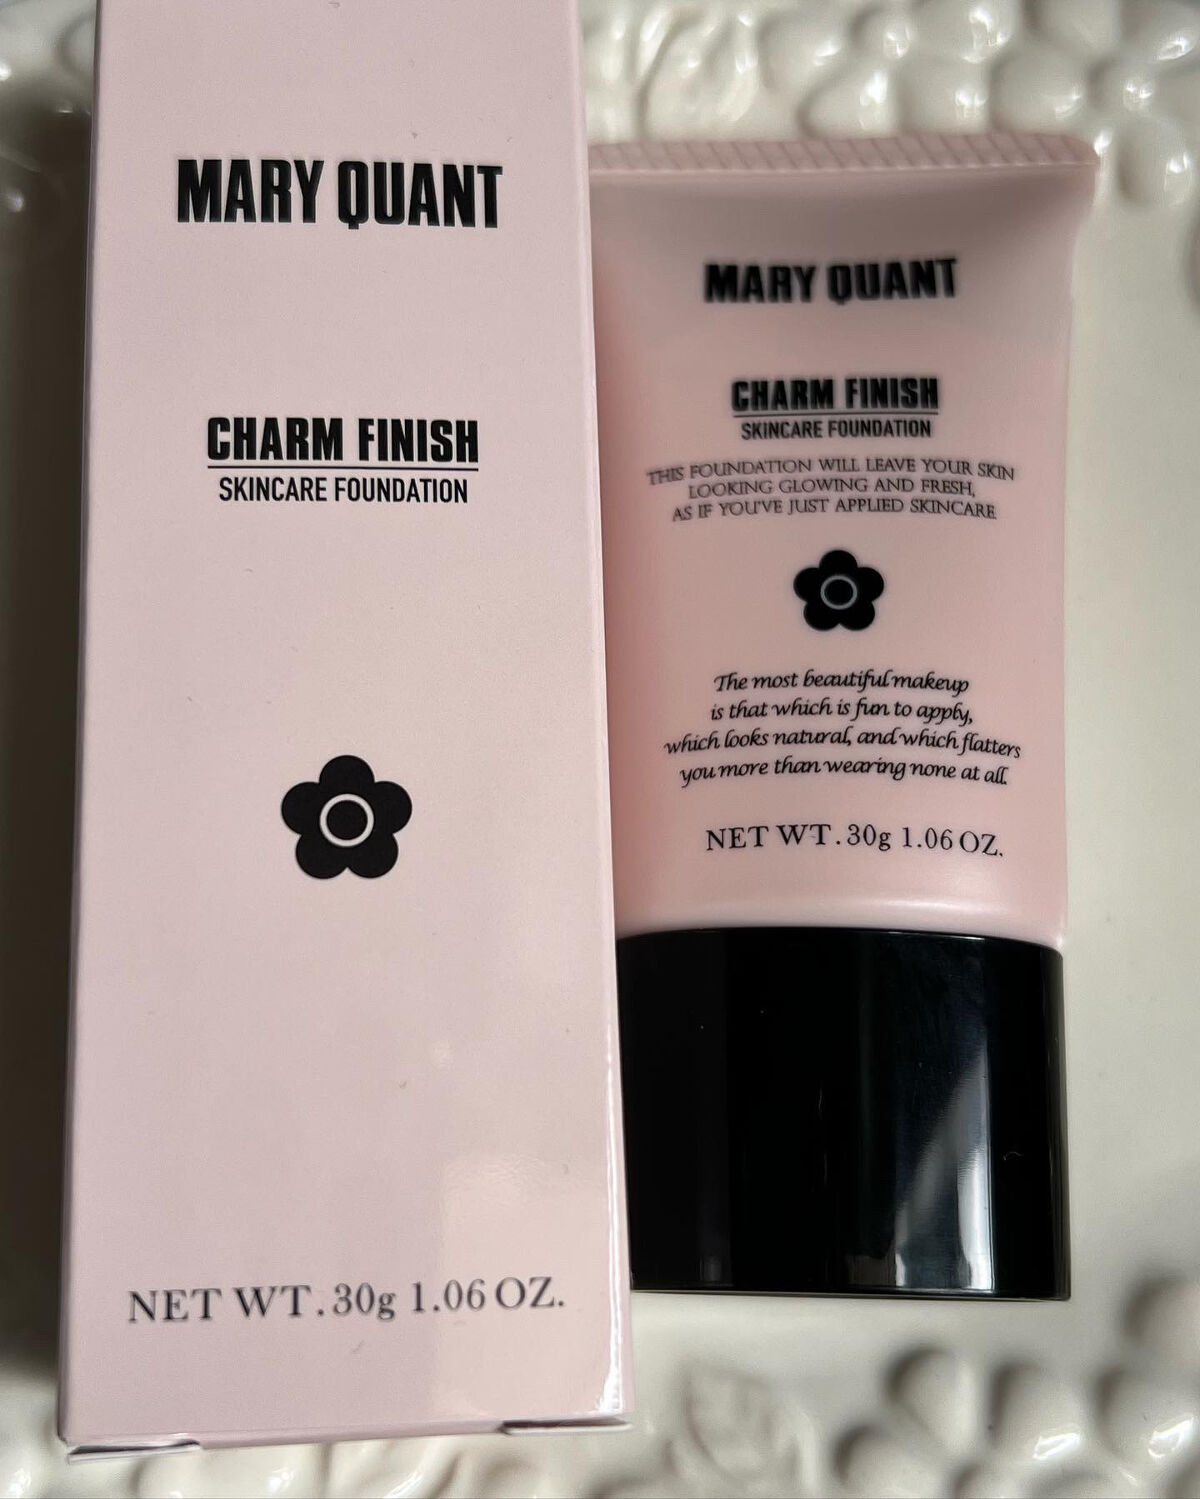 MARY QUANT
CHARM FINISH
SKINCARE FOUNDATION
NET WT. 30g 1.06 OZ.
MARY QUANT
CHARM FINISH
SKINCARE FOUNDATION
THIS FOUNDATION WILL LEAVE YOUR SKIN
LOOKING GLOWING AND FRESH,
AS IF YOU'VE JUST APPLIED SKINCARE
The most beautiful makeup
is that which is fun to apply,
which looks natural, and which flatters
you more than wearing none at all.
NET WT. 30g 1.06 OZ.